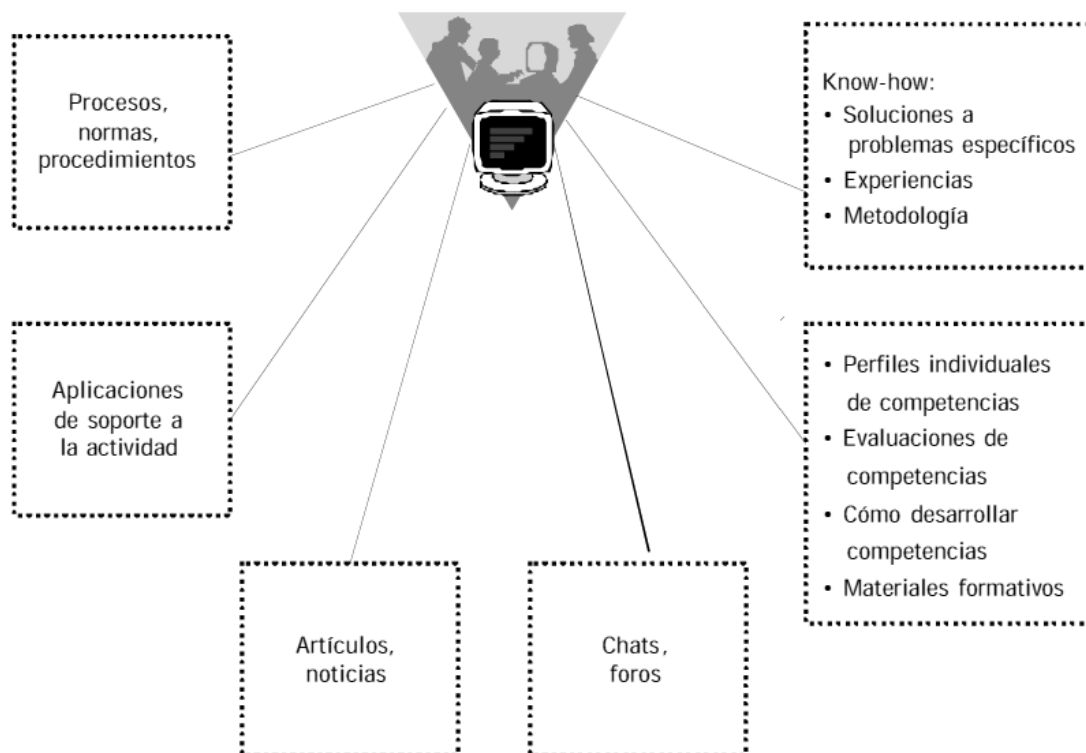 Procesos,
normas,
procedimientos
Know-how:
• Soluciones a
problemas específicos
• Experiencias
• Metodología
Aplicaciones
de soporte a
la actividad
• Perfiles individuales
de competencias
• Evaluaciones de
competencias
• Cómo desarrollar
competencias
• Materiales formativos
Artículos,
noticias
Chats,
foros